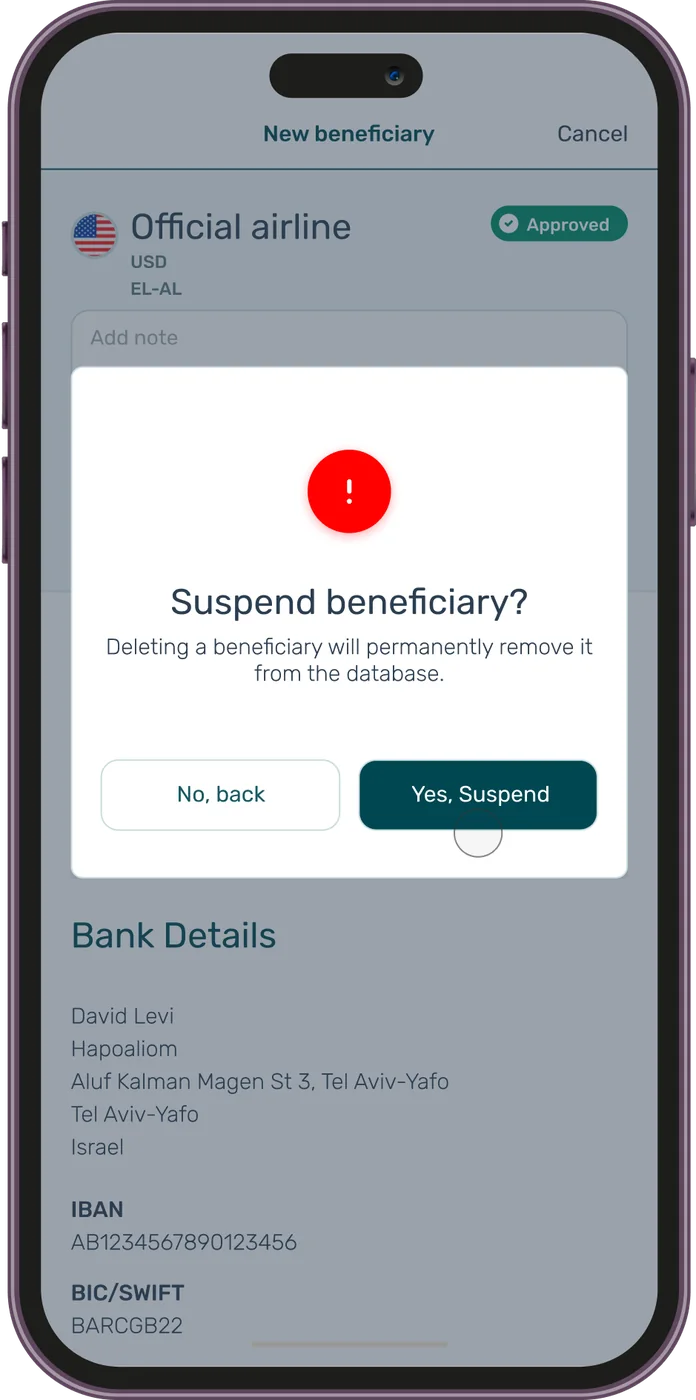 New beneficiary
Cancel
Official airline
Approved
USD
EL-AL
Add note
!
Suspend beneficiary?
Deleting a beneficiary will permanently remove it
from the database.
No, back
Yes, Suspend
Bank Details
David Levi
Hapoaliom
Aluf Kalman Magen St 3, Tel Aviv-Yafo
Tel Aviv-Yafo
Israel
IBAN
AB1234567890123456
BIC/SWIFT
BARCGB22